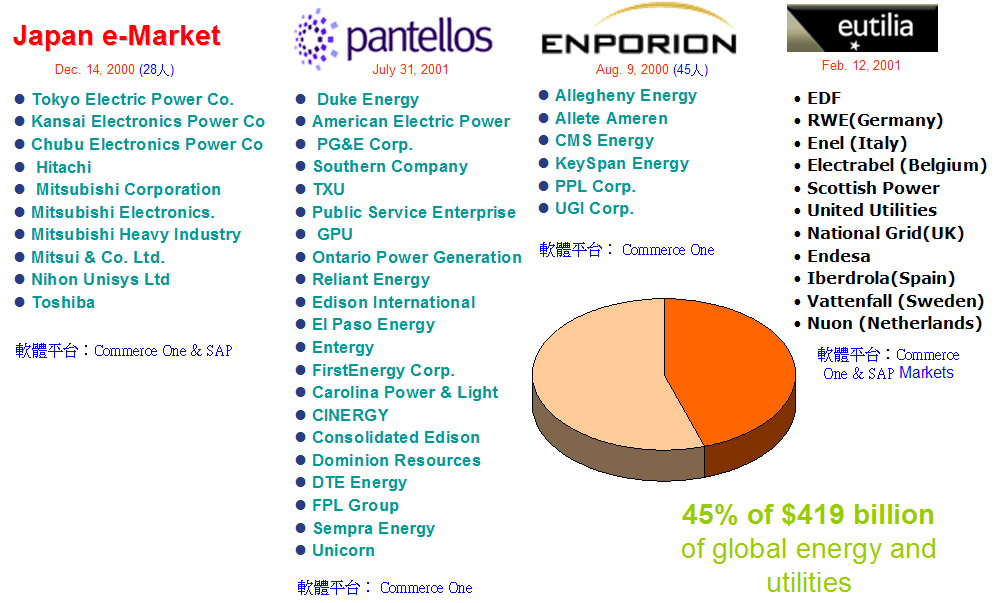 Japan e-Market
Dec. 14, 2000 (28人)
● Tokyo Electric Power Co.
● Kansai Electronics Power Co
● Chubu Electronics Power Co
● Hitachi
● Mitsubishi Corporation
● Mitsubishi Electronics.
● Mitsubishi Heavy Industry
● Mitsui & Co. Ltd.
● Nihon Unisys Ltd
● Toshiba
軟體平台：Commerce One & SAP
pantellos
July 31, 2001
● Duke Energy
● American Electric Power
● PG&E Corp.
● Southern Company
● TXU
● Public Service Enterprise
● GPU
● Ontario Power Generation
● Reliant Energy
● Edison International
● El Paso Energy
● Entergy
● FirstEnergy Corp.
● Carolina Power & Light
● CINERGY
● Consolidated Edison
● Dominion Resources
● DTE Energy
● FPL Group
● Sempra Energy
● Unicorn
軟體平台： Commerce One
ENPORION
Aug. 9, 2000 (45人)
● Allegheny Energy
● Allete Ameren
● CMS Energy
● KeySpan Energy
● PPL Corp.
● UGI Corp.
軟體平台： Commerce One
eutilia
Feb. 12, 2001
• EDF
• RWE(Germany)
• Enel (Italy)
• Electrabel (Belgium)
• Scottish Power
• United Utilities
• National Grid(UK)
• Endesa
• Iberdrola(Spain)
• Vattenfall (Sweden)
• Nuon (Netherlands)
軟體平台：Commerce
One & SAP Markets
45% of $419 billion
of global energy and
utilities